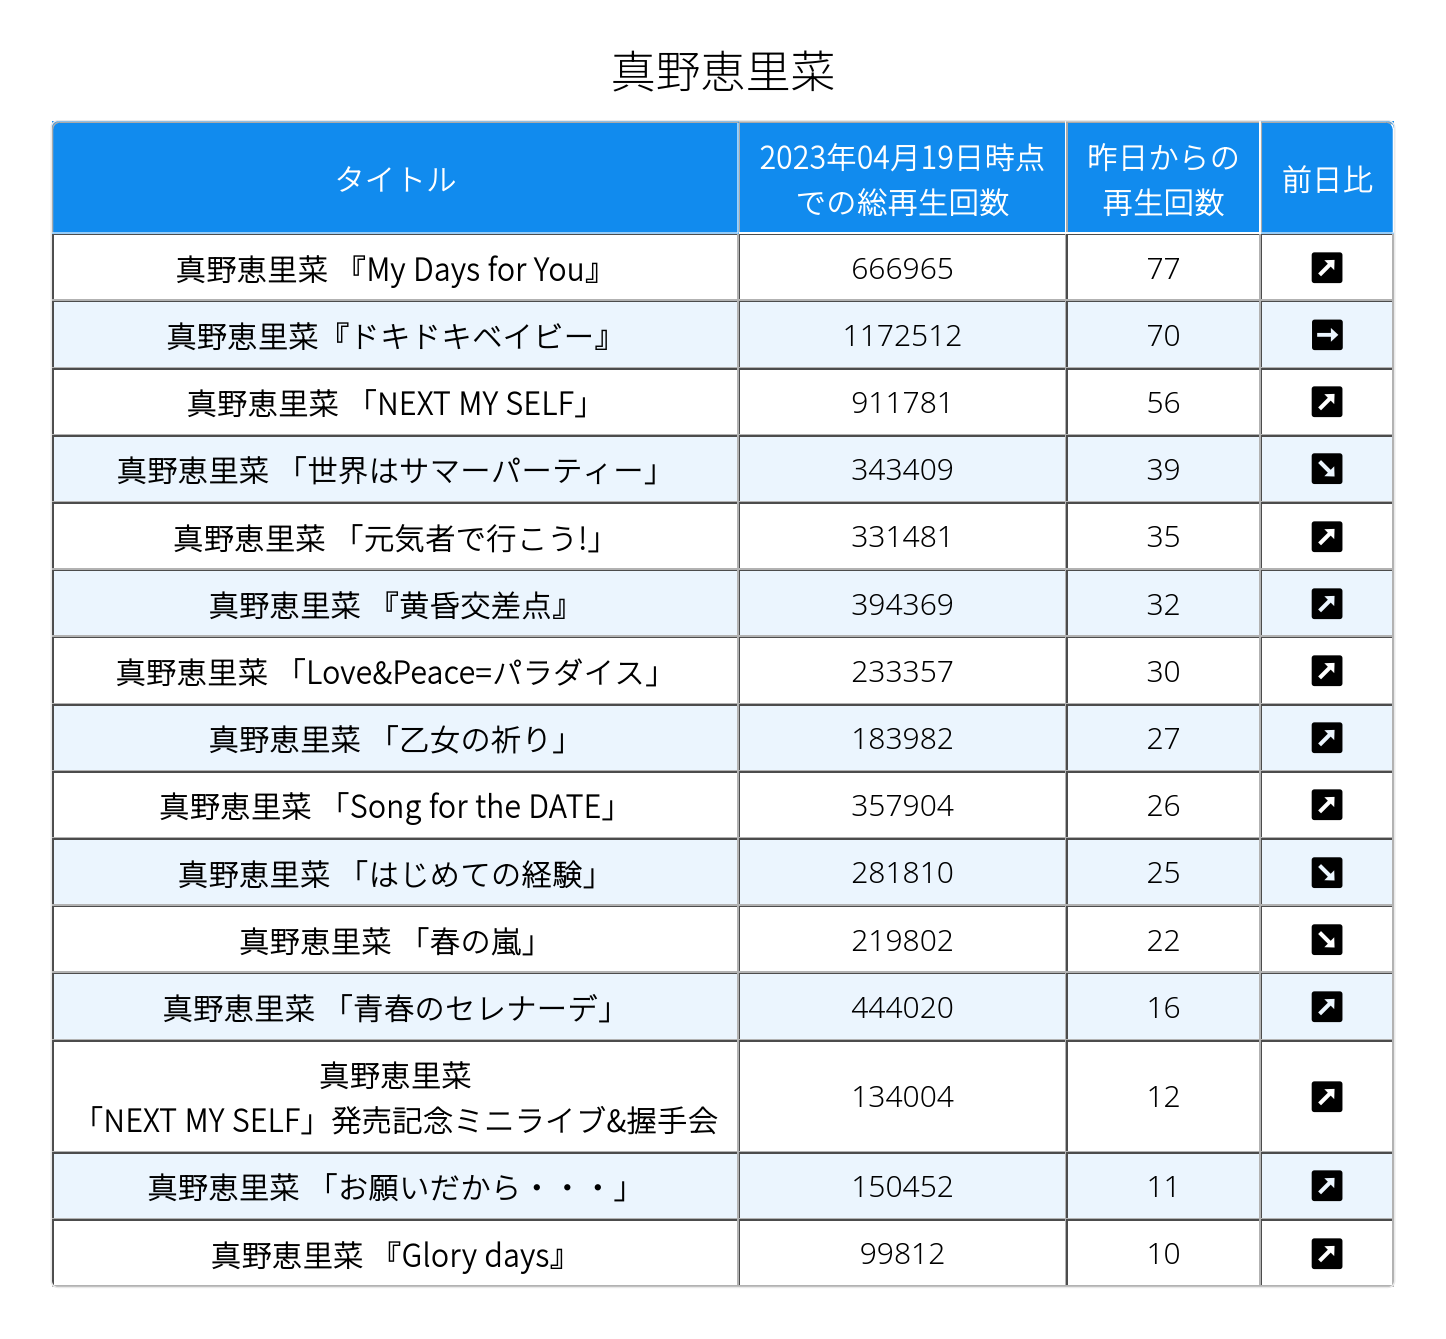 真野恵里菜
タイトル 2023年04月19日時点 昨日からの 前日比
での総再生回数 再生回数
真野恵里菜 『My Days for You』 666965 77
真野恵里菜『ドキドキベイビー』 1172512 70
真野恵里菜 「NEXT MY SELF」 911781 56
真野恵里菜 「世界はサマーパーティー」 343409 39
真野恵里菜 「元気者で行こう!」 331481 35
真野恵里菜 『黄昏交差点』 394369 32
真野恵里菜 「Love&Peace=パラダイス」 233357 30
真野恵里菜 「乙女の祈り」 183982 27
真野恵里菜 「Song for the DATE」 357904 26
真野恵里菜 「はじめての経験」 281810 25
真野恵里菜 「春の嵐」 219802 22
真野恵里菜 「青春のセレナーデ」 444020 16
真野恵里菜
「NEXT MY SELF」発売記念ミニライブ&握手会 134004 12
真野恵里菜 「お願いだから・・・」 150452 11
真野恵里菜 『Glory days』 99812 10